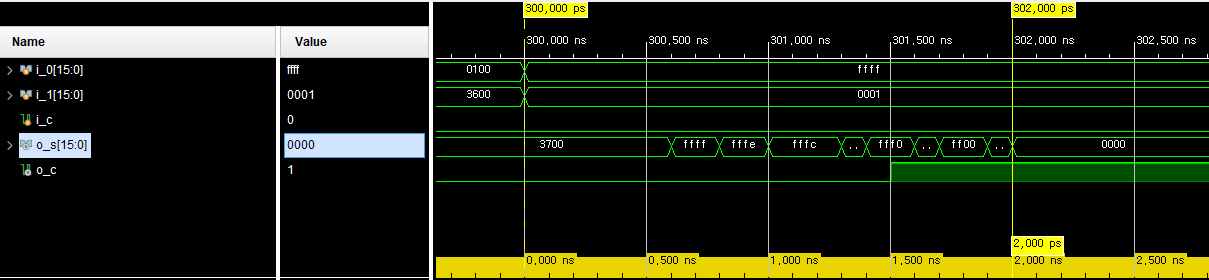 300,000 ps 302,000 ps
Name Value
300,000 ns 300,500 ns 301,000 ns 301,500 ns 302,000 ns 302,500 ns
i_0[15:0] ffff 0100 ffff
i_1[15:0] 0001 3600 0001
i_c 0
o_s[15:0] 0000 3700 ffff fffe fffc .. fff0 .. ff00 .. 0000
o_c 1
2,000 ps
0,000 ns 0,500 ns 1,000 ns 1,500 ns 2,000 ns 2,500 ns